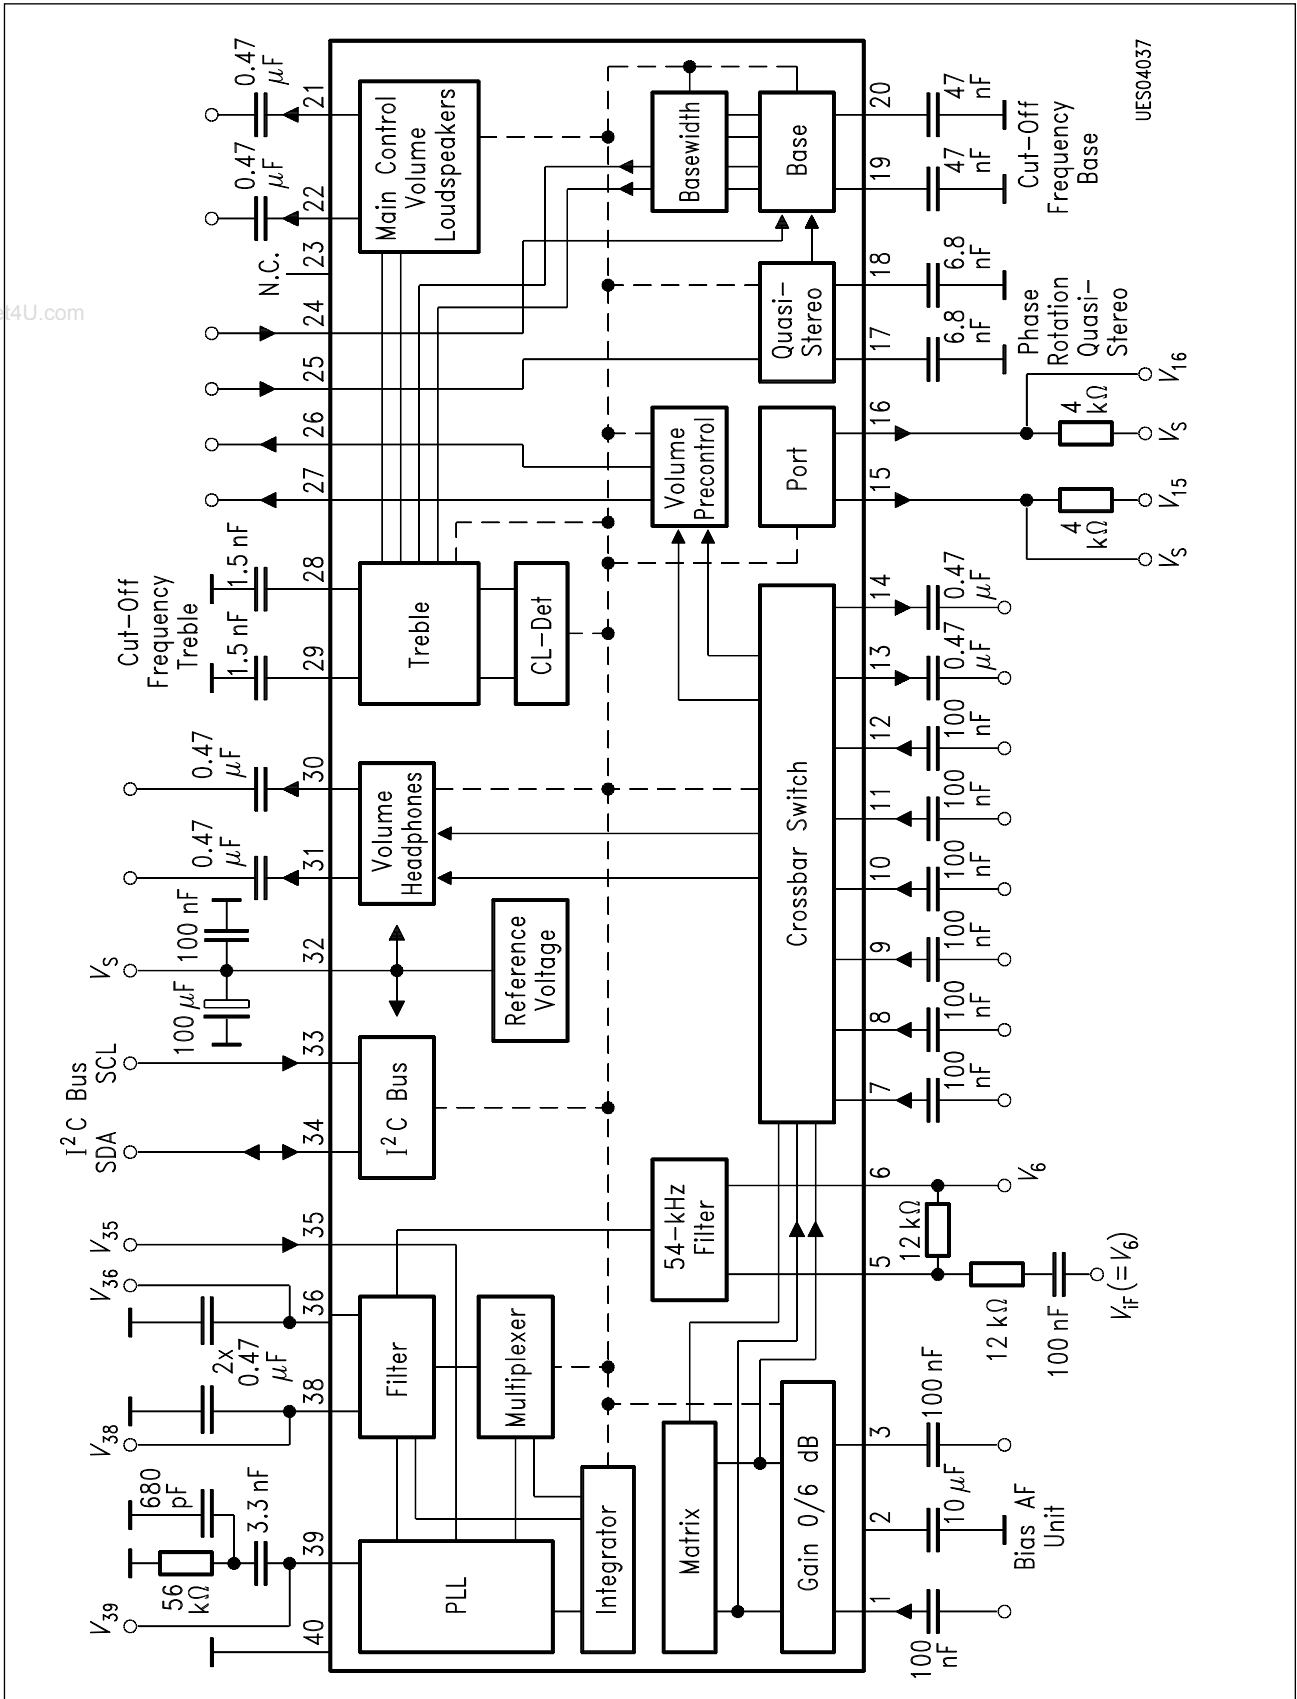 0.47
μF
21
0.47
μF
22
N.C.
23
24
25
26
27
Cut-Off
Frequency
Treble
1.5 nF
28
1.5 nF
29
0.47
μF
30
0.47
μF
31
100 nF
V_S
32
100 μF
I²C Bus
SCL
33
SDA
34
V₃₅
35
V₃₆
36
2x
0.47
μF
38
V₃₈
680
pF
3.3 nF
39
56
kΩ
V₃₉
40
Main Control
Volume
Loudspeakers
Treble
CL-Det
Volume
Headphones
Reference
Voltage
I²C Bus
Filter
Multiplexer
PLL
Integrator
Basewidth
Base
Quasi-
Stereo
Volume
Precontrol
Port
Crossbar Switch
54-kHz
Filter
Matrix
Gain 0/6 dB
20
47
nF
19
47
nF
Cut-Off
Frequency
Base
18
6.8
nF
17
6.8
nF
Phase
Rotation
Quasi-
Stereo
V₁₆
16
4
kΩ
V_S
15
4
kΩ
V₁₅
V_S
14
0.47
μF
13
0.47
μF
12
100
nF
11
100
nF
10
100
nF
9
100
nF
8
100
nF
7
100
nF
6
V₆
12 kΩ
5
12 kΩ
100 nF
V_iF (=V₆)
3
100 nF
2
10 μF
Bias AF
Unit
1
100
nF
UES04037
et4U.com